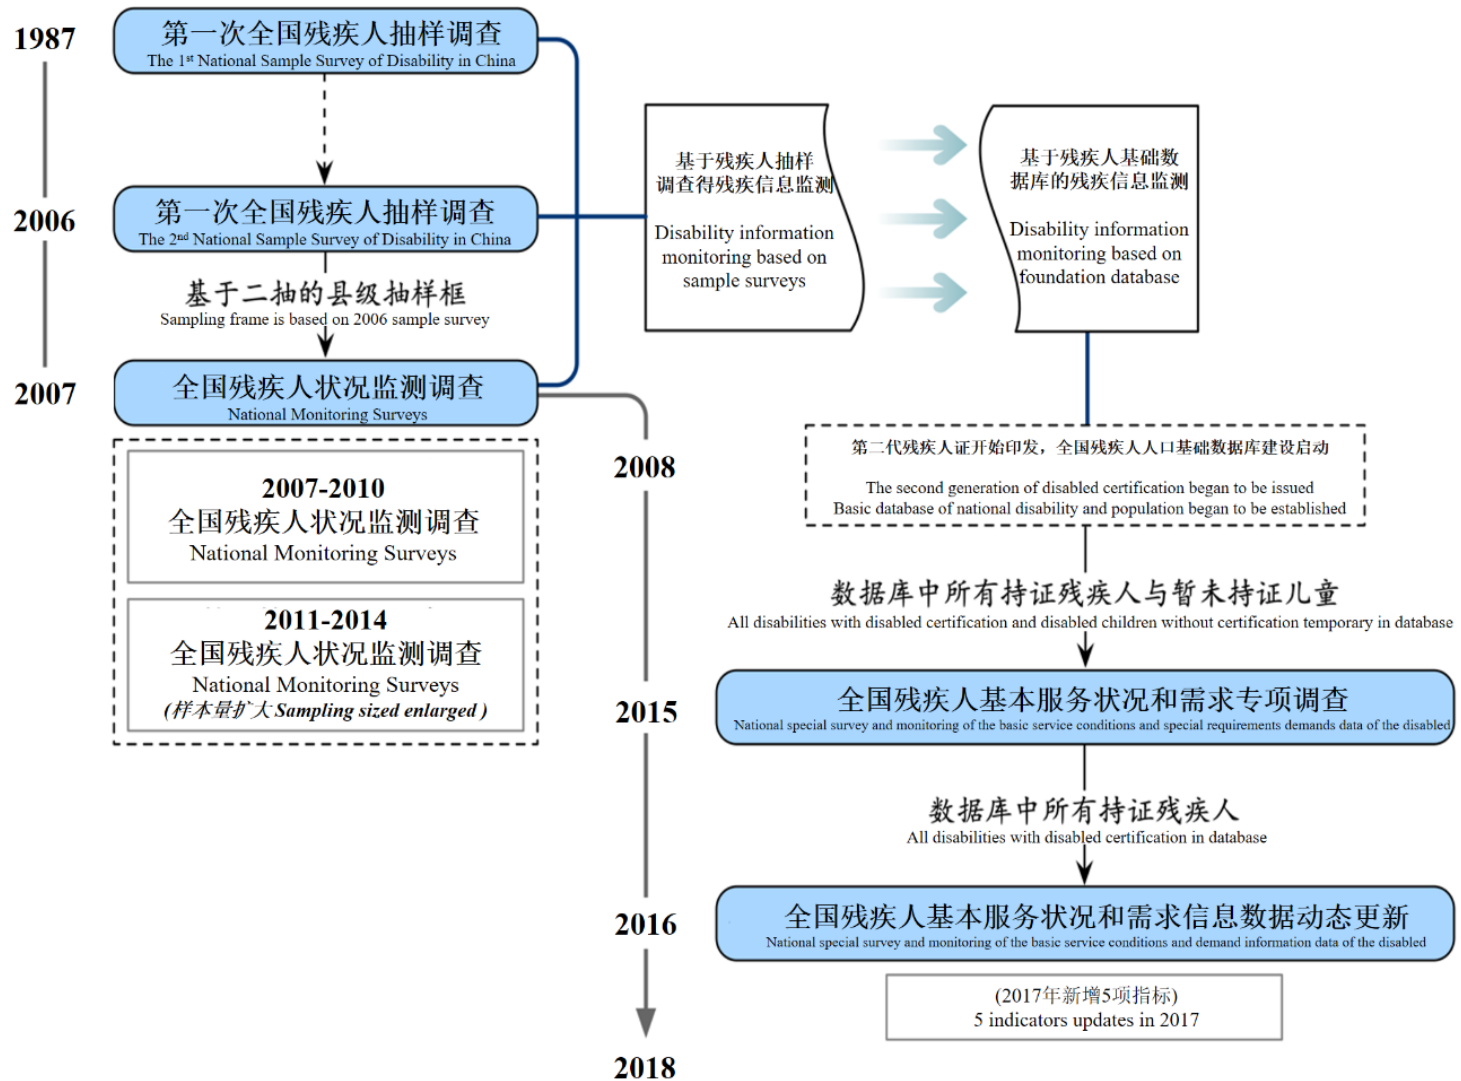 1987
第一次全国残疾人抽样调查
The 1st National Sample Survey of Disability in China
2006
第一次全国残疾人抽样调查
The 2nd National Sample Survey of Disability in China
基于二抽的县级抽样框
Sampling frame is based on 2006 sample survey
2007
全国残疾人状况监测调查
National Monitoring Surveys
2007-2010
全国残疾人状况监测调查
National Monitoring Surveys
2011-2014
全国残疾人状况监测调查
National Monitoring Surveys
(样本量扩大 Sampling sized enlarged )
基于残疾人抽样
调查得残疾信息监测
Disability information
monitoring based on
sample surveys
基于残疾人基础数
据库的残疾信息监测
Disability information
monitoring based on
foundation database
2008
第二代残疾人证开始印发，全国残疾人人口基础数据库建设启动
The second generation of disabled certification began to be issued
Basic database of national disability and population began to be established
数据库中所有持证残疾人与暂未持证儿童
All disabilities with disabled certification and disabled children without certification temporary in database
2015
全国残疾人基本服务状况和需求专项调查
National special survey and monitoring of the basic service conditions and special requirements demands data of the disabled
数据库中所有持证残疾人
All disabilities with disabled certification in database
2016
全国残疾人基本服务状况和需求信息数据动态更新
National special survey and monitoring of the basic service conditions and demand information data of the disabled
(2017年新增5项指标)
5 indicators updates in 2017
2018